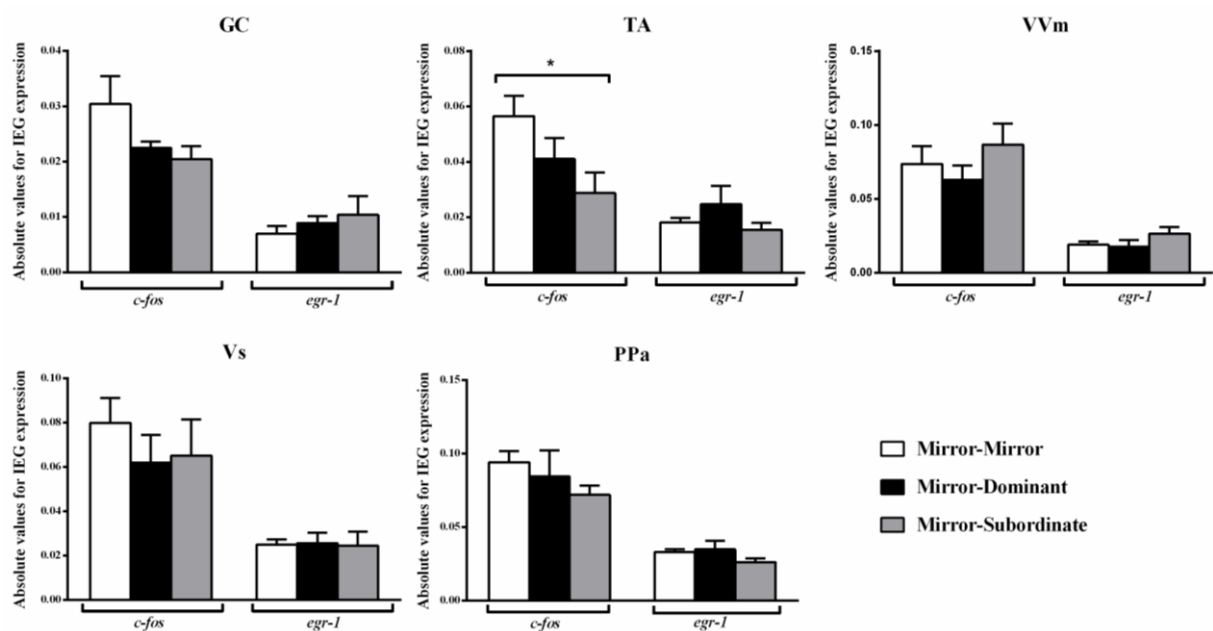 GC
Absolute values for IEG expression
0.04
0.03
0.02
0.01
0.00
c-fos
egr-1
TA
Absolute values for IEG expression
0.08
0.06
0.04
0.02
0.00
*
c-fos
egr-1
VVm
Absolute values for IEG expression
0.15
0.10
0.05
0.00
c-fos
egr-1
Vs
Absolute values for IEG expression
0.10
0.08
0.06
0.04
0.02
0.00
c-fos
egr-1
PPa
Absolute values for IEG expression
0.15
0.10
0.05
0.00
c-fos
egr-1
Mirror-Mirror
Mirror-Dominant
Mirror-Subordinate